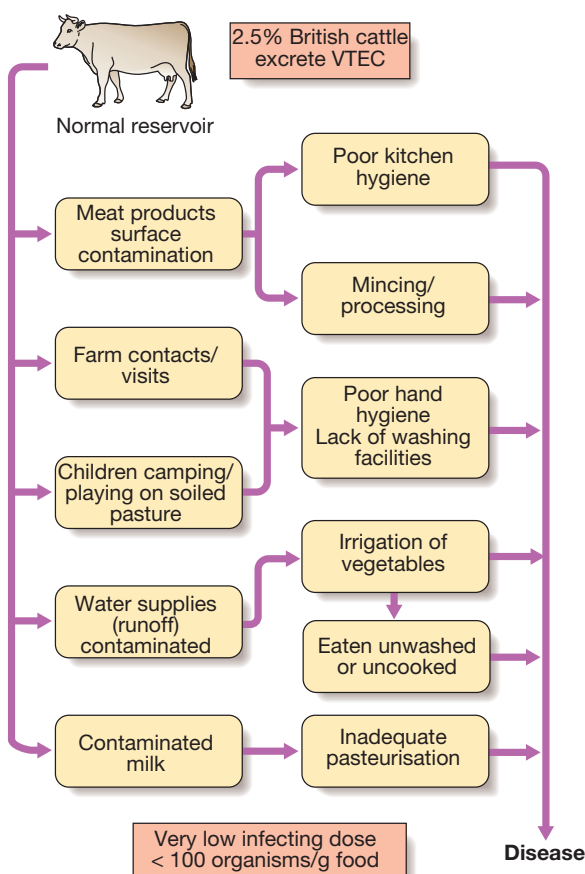 2.5% British cattle
excrete VTEC
Normal reservoir
Poor kitchen
hygiene
Meat products
surface
contamination
Mincing/
processing
Farm contacts/
visits
Poor hand
hygiene
Lack of washing
facilities
Children camping/
playing on soiled
pasture
Irrigation of
vegetables
Water supplies
(runoff)
contaminated
Eaten unwashed
or uncooked
Contaminated
milk
Inadequate
pasteurisation
Very low infecting dose
< 100 organisms/g food
Disease